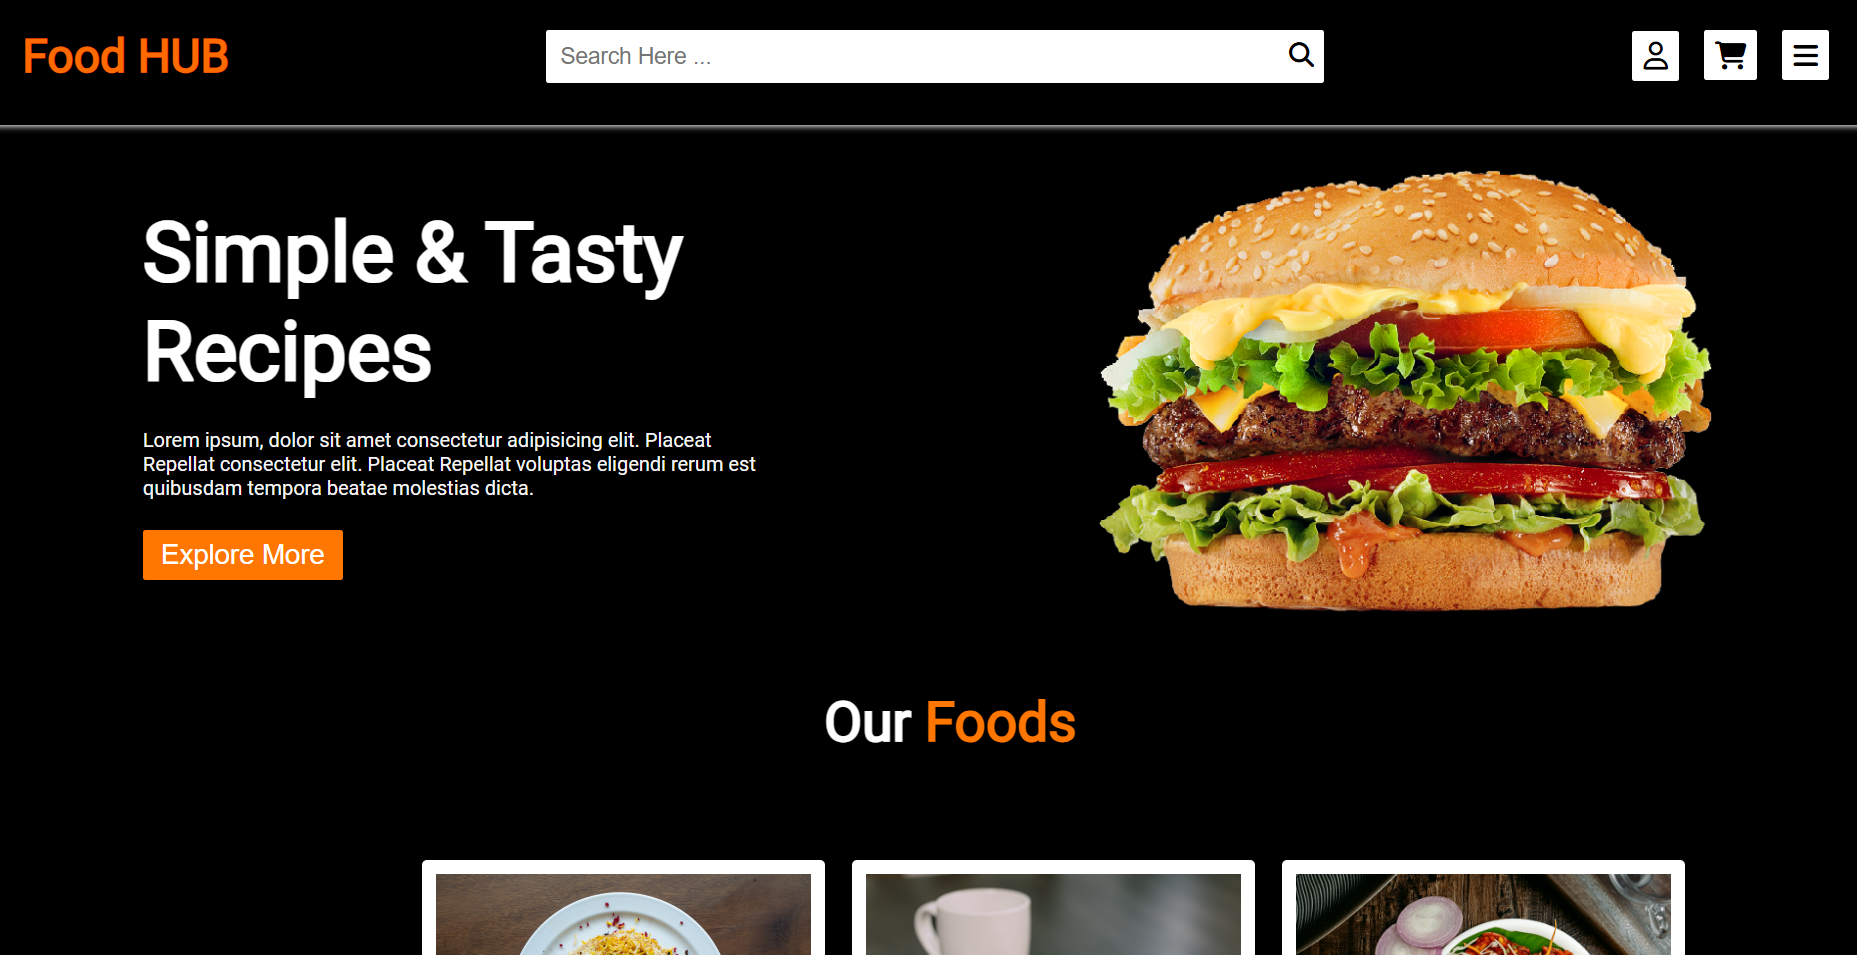 Food HUB
Search Here ...
Simple & Tasty
Recipes
Lorem ipsum, dolor sit amet consectetur adipisicing elit. Placeat
Repellat consectetur elit. Placeat Repellat voluptas eligendi rerum est
quibusdam tempora beatae molestias dicta.
Explore More
Our Foods